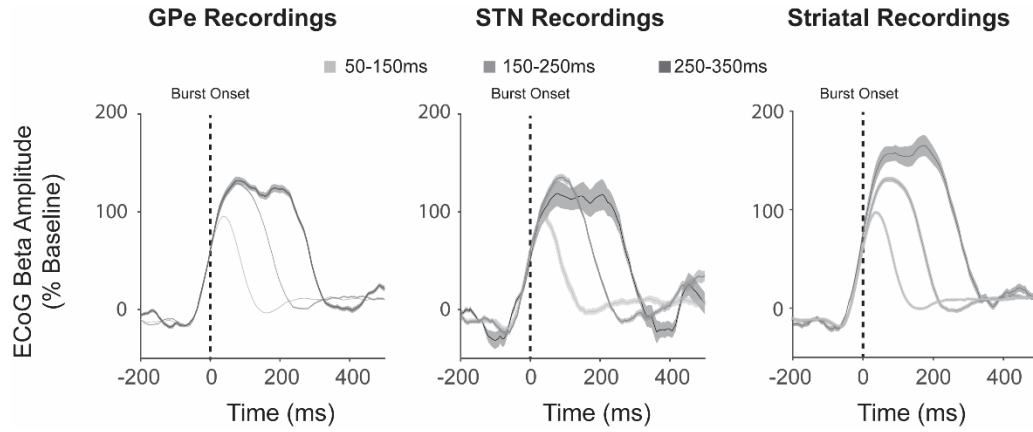 GPe Recordings
STN Recordings
Striatal Recordings
50-150ms
150-250ms
250-350ms
Burst Onset
Burst Onset
Burst Onset
200
100
0
200
100
0
200
100
0
ECoG Beta Amplitude
(% Baseline)
-200 0 200 400
-200 0 200 400
-200 0 200 400
Time (ms)
Time (ms)
Time (ms)